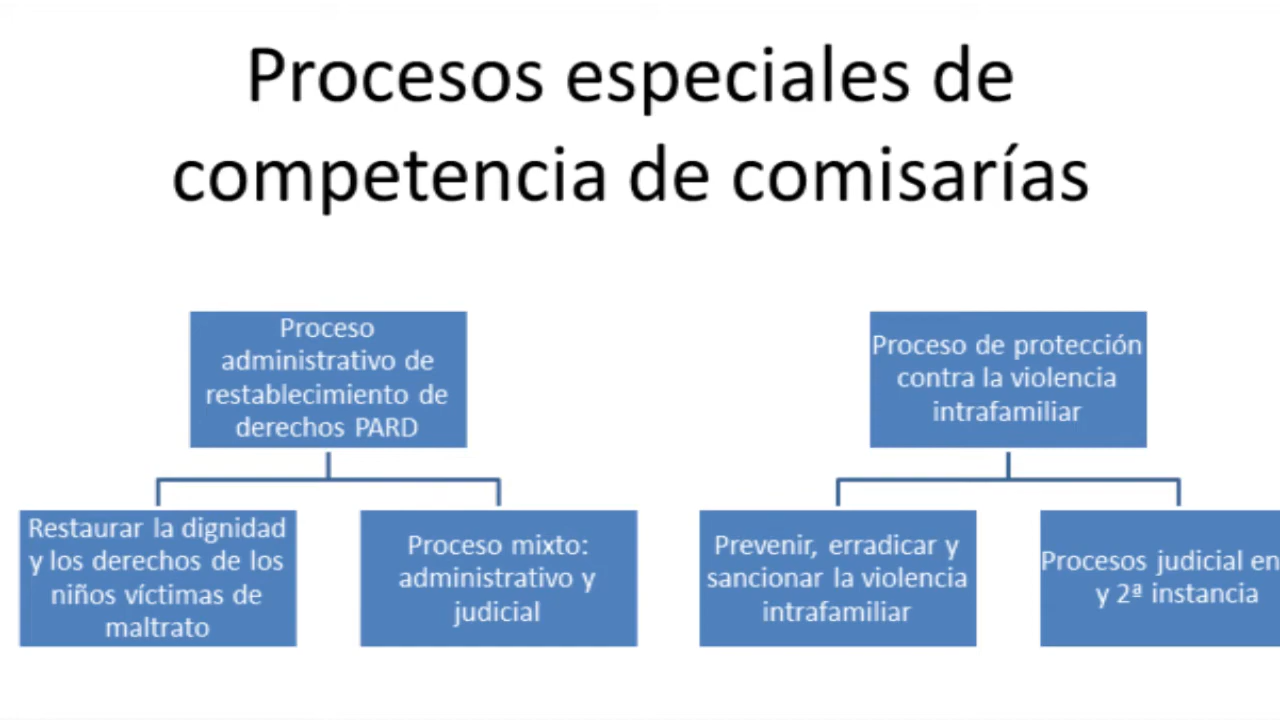 Procesos especiales de
competencia de comisarías
Proceso
administrativo de
restablecimiento de
derechos PARD
Restaurar la dignidad
y los derechos de los
niños víctimas de
maltrato
Proceso mixto:
administrativo y
judicial
Proceso de protección
contra la violencia
intrafamiliar
Prevenir, erradicar y
sancionar la violencia
intrafamiliar
Procesos judicial en
y 2ª instancia